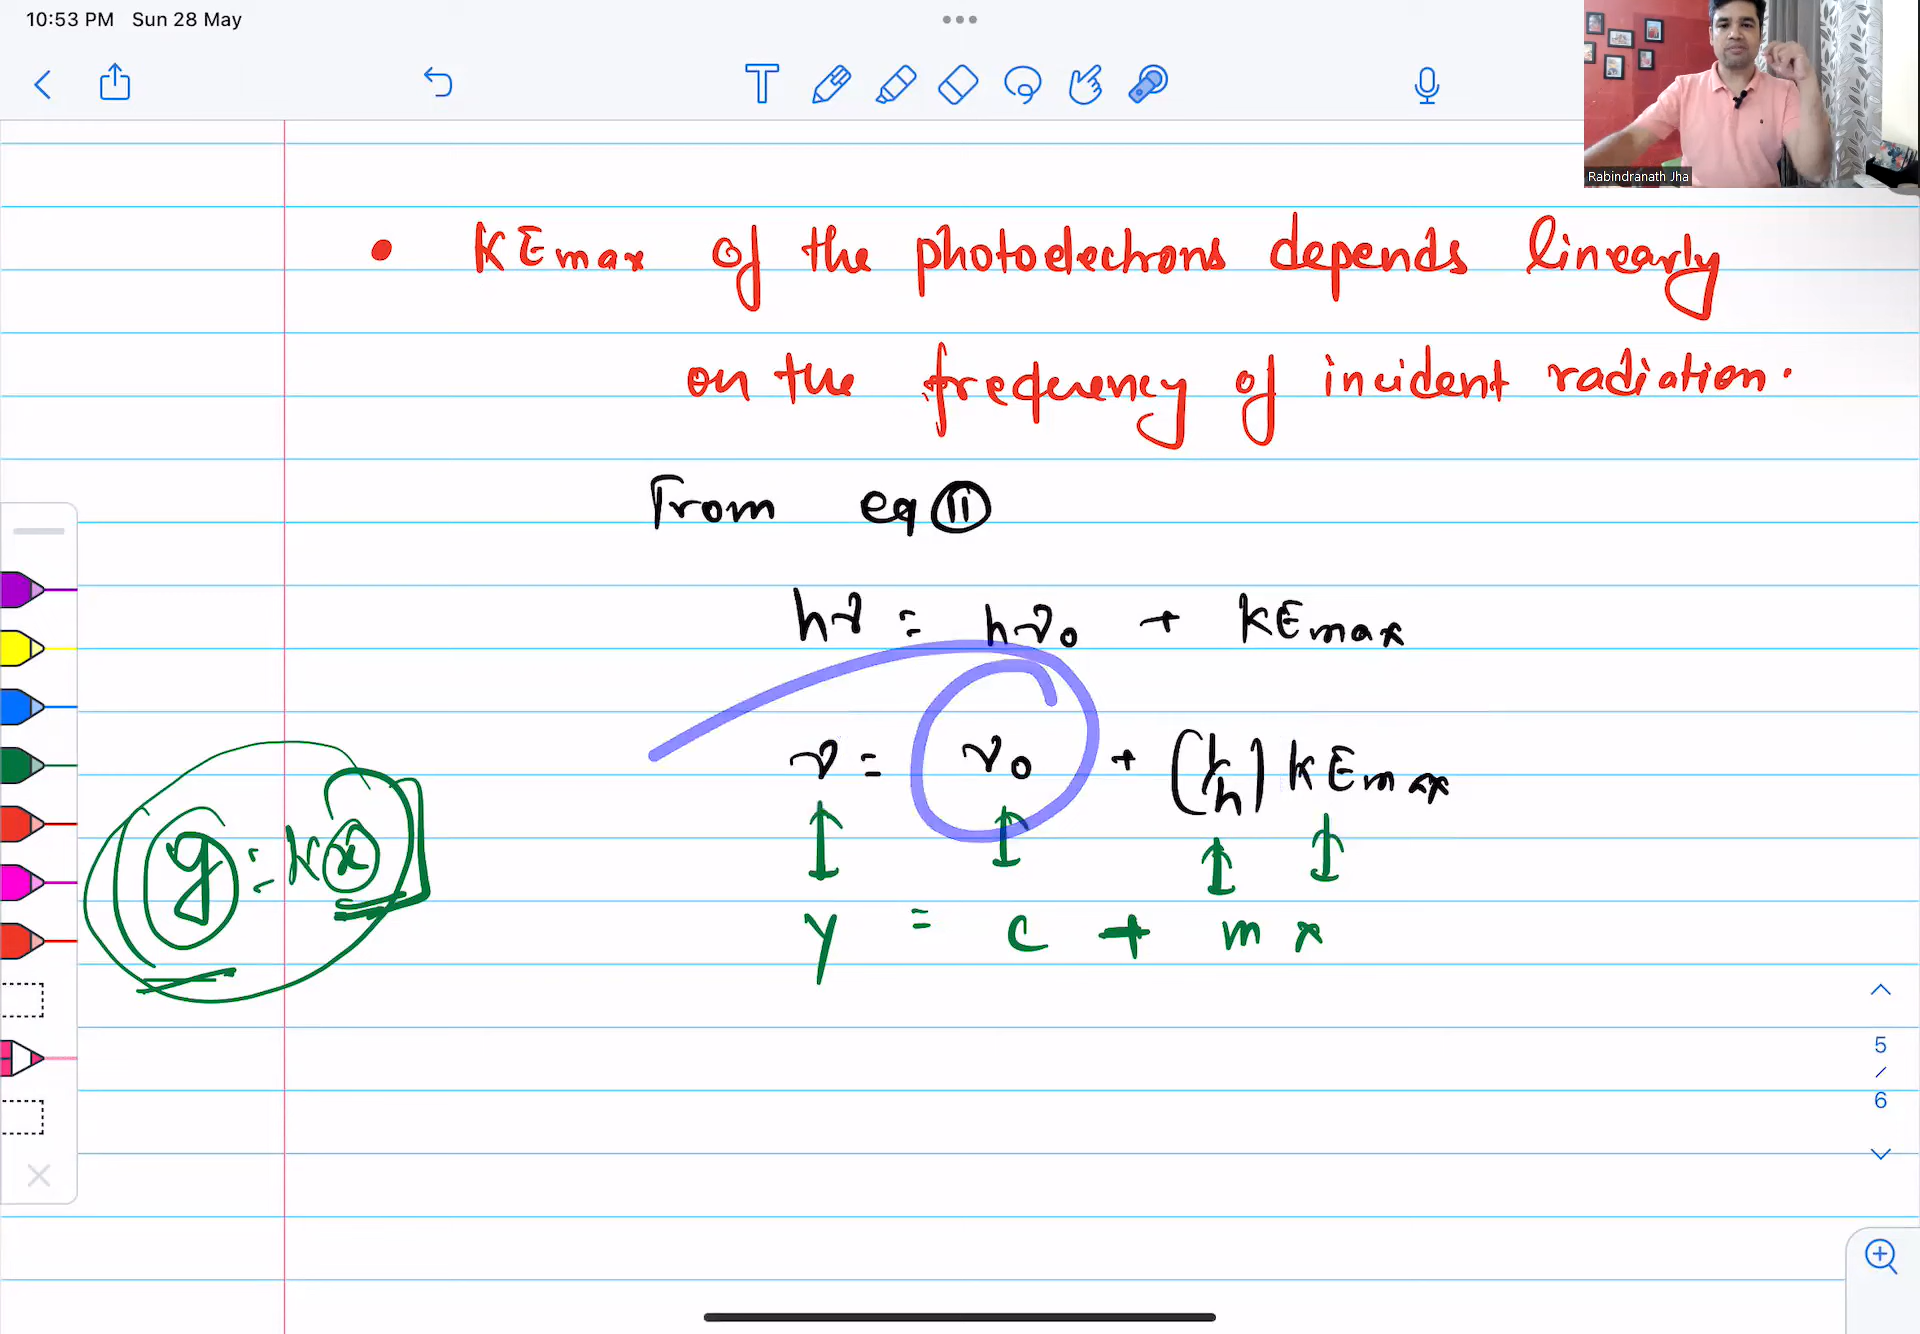 10:53 PM Sun 28 May
Rabindranath Jha
• KEmax of the photoelectrons depends linearly
on the frequency of incident radiation.
From eq (II)
hν = hν₀ + KEmax
ν = ν₀ + (1/h) KEmax
y = kx
y = c + m x
5
/
6